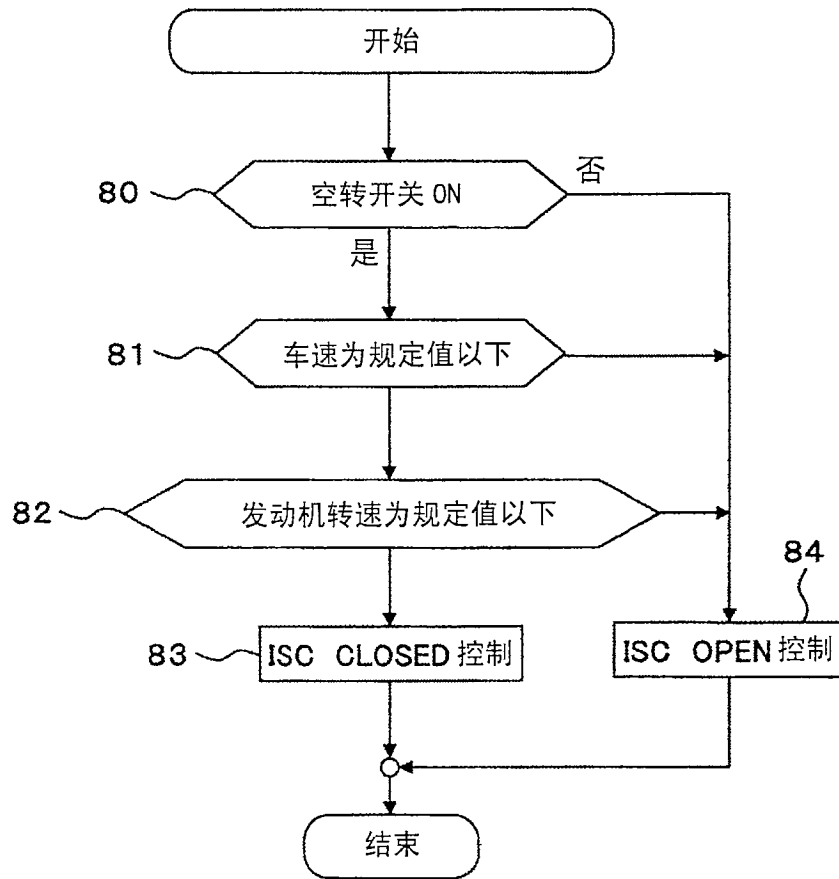 开始
80
空转开关 ON
否
是
81
车速为规定值以下
82
发动机转速为规定值以下
84
83
ISC CLOSED 控制
ISC OPEN 控制
结束